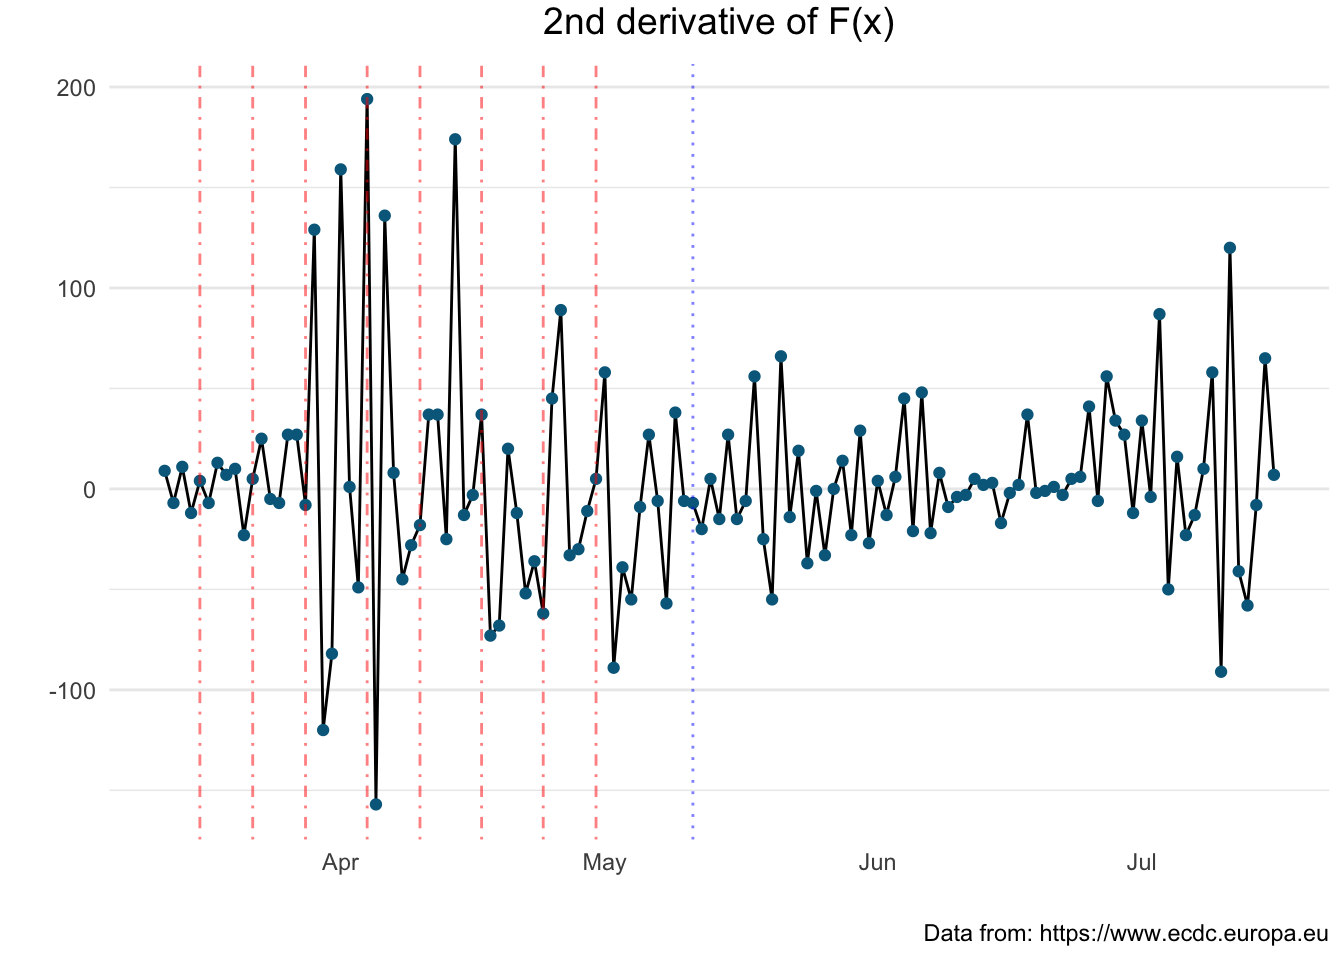 2nd derivative of F(x)
200
100
0
-100
Apr May Jun Jul
Data from: https://www.ecdc.europa.eu